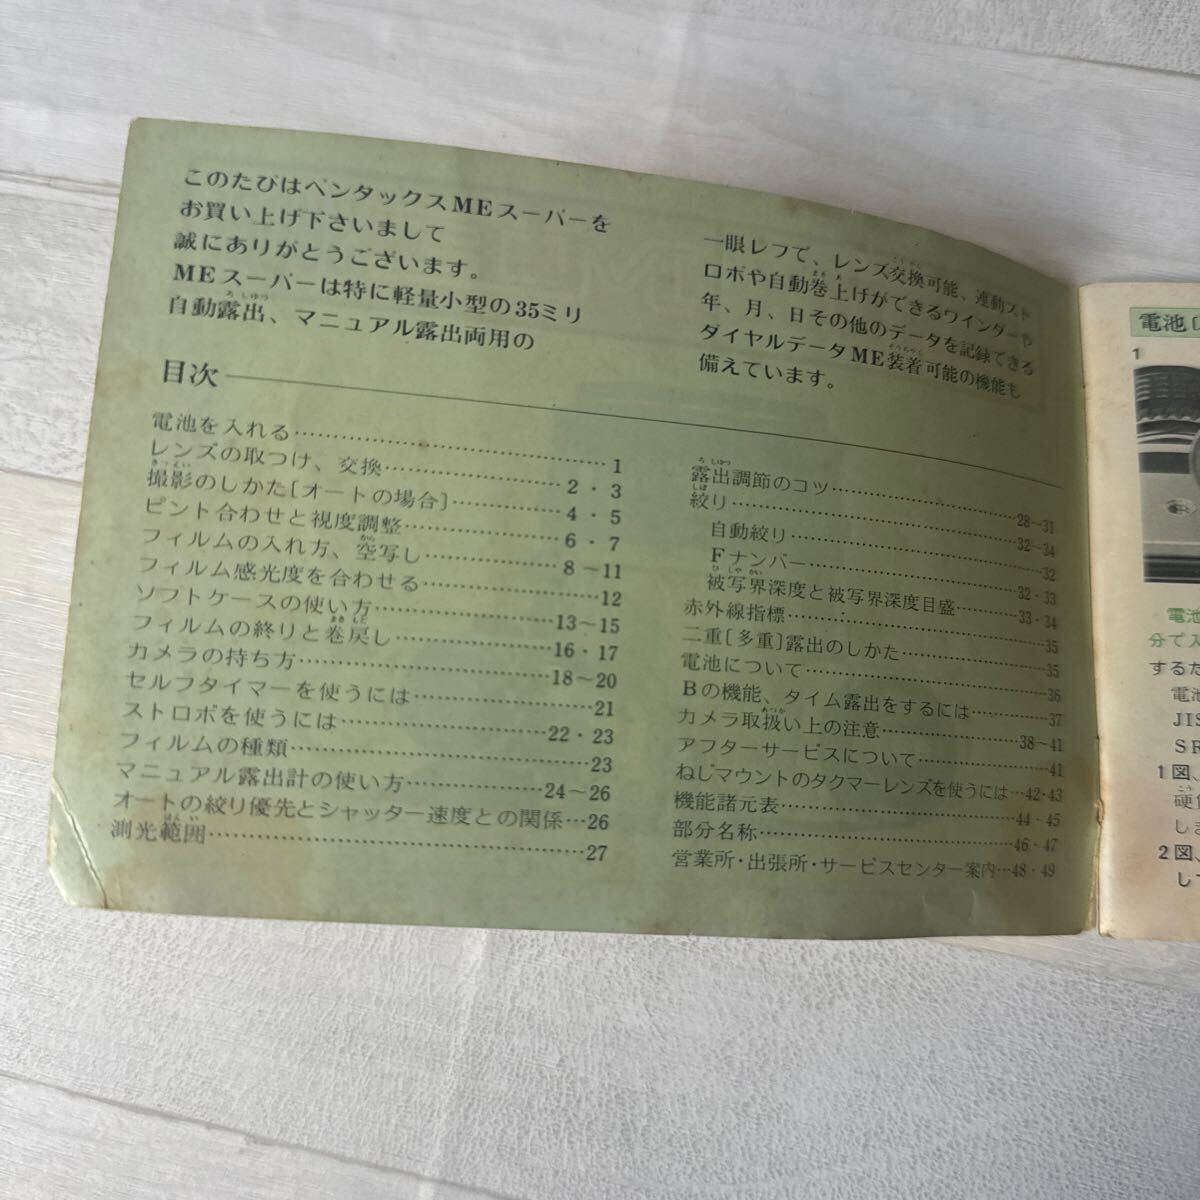 このたびはペンタックスMEスーパーを
お買い上げ下さいまして
誠にありがとうございます。
MEスーパーは特に軽量小型の35ミリ
自動露出、マニュアル露出両用の
一眼レフで、レンズ交換可能、連動スト
ロボや自動巻上げができるワインダーや
年、月、日その他のデータを記録できる
ダイヤルデータME装着可能の機能も
備えています。
目次
電池を入れる……1
レンズの取つけ、交換……2・3
撮影のしかた〔オートの場合〕……4・5
ピント合わせと視度調整……6・7
フィルムの入れ方、空写し……8〜11
フィルム感光度を合わせる……12
ソフトケースの使い方……13〜15
フィルムの終りと巻戻し……16・17
カメラの持ち方……18〜20
セルフタイマーを使うには……21
ストロボを使うには……22・23
フィルムの種類……23
マニュアル露出計の使い方……24〜26
オートの絞り優先とシャッター速度との関係…26
測光範囲……27
露出調節のコツ……28〜31
絞り……32〜34
自動絞り……32
Fナンバー……32・33
被写界深度と被写界深度目盛……33・34
赤外線指標……35
二重〔多重〕露出のしかた……35
電池について……36
Bの機能、タイム露出をするには……37
カメラ取扱い上の注意……38〜41
アフターサービスについて……41
ねじマウントのタクマーレンズを使うには…42・43
機能諸元表……44・45
部分名称……46・47
営業所・出張所・サービスセンター案内…48・49
電池〔
1
電池
分で入
するた
電池
JIS
SR
1図、
硬貨
しま
2図、
して